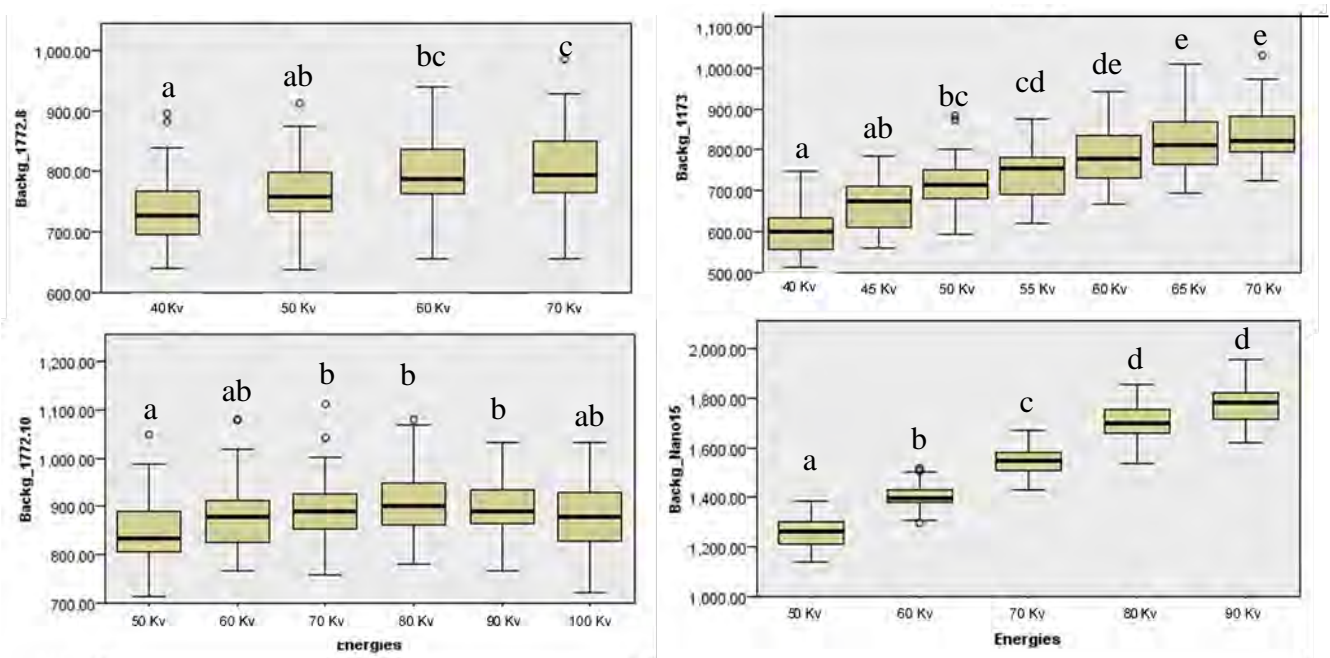 Backg_1772.8
1,000.00
900.00
800.00
700.00
600.00
a
ab
bc
c
40 Kv
50 Kv
60 Kv
70 Kv
Backg_1173
1,100.00
1,000.00
900.00
800.00
700.00
600.00
500.00
a
ab
bc
cd
de
e
e
40 Kv
45 Kv
50 Kv
55 Kv
60 Kv
65 Kv
70 Kv
Backg_1772.10
1,200.00
1,100.00
1,000.00
900.00
800.00
700.00
a
ab
b
b
b
ab
50 Kv
60 Kv
70 Kv
80 Kv
90 Kv
100 Kv
Energies
Backg_Nano15
2,000.00
1,800.00
1,600.00
1,400.00
1,200.00
1,000.00
a
b
c
d
d
50 Kv
60 Kv
70 Kv
80 Kv
90 Kv
Energies